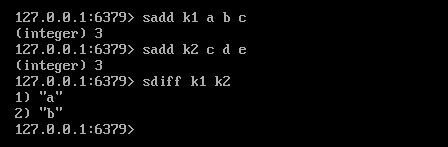 127.0.0.1:6379> sadd k1 a b c
(integer) 3
127.0.0.1:6379> sadd k2 c d e
(integer) 3
127.0.0.1:6379> sdiff k1 k2
1) "a"
2) "b"
127.0.0.1:6379>